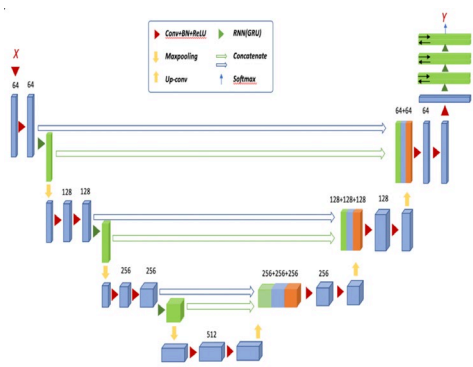 Conv+BN+ReLU
RNN(GRU)
Maxpooling
Concatenate
Up-conv
Softmax
X
Y
64 64
64+64 64
128 128
128+128+128 128
256 256
256+256+256 256
512